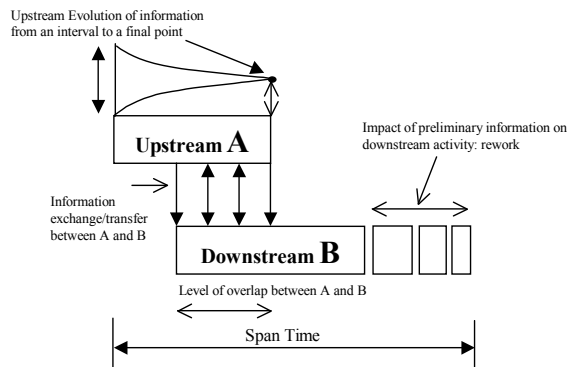 Upstream Evolution of information
from an interval to a final point
Upstream A
Impact of preliminary information on
downstream activity: rework
Information
exchange/transfer
between A and B
Downstream B
Level of overlap between A and B
Span Time